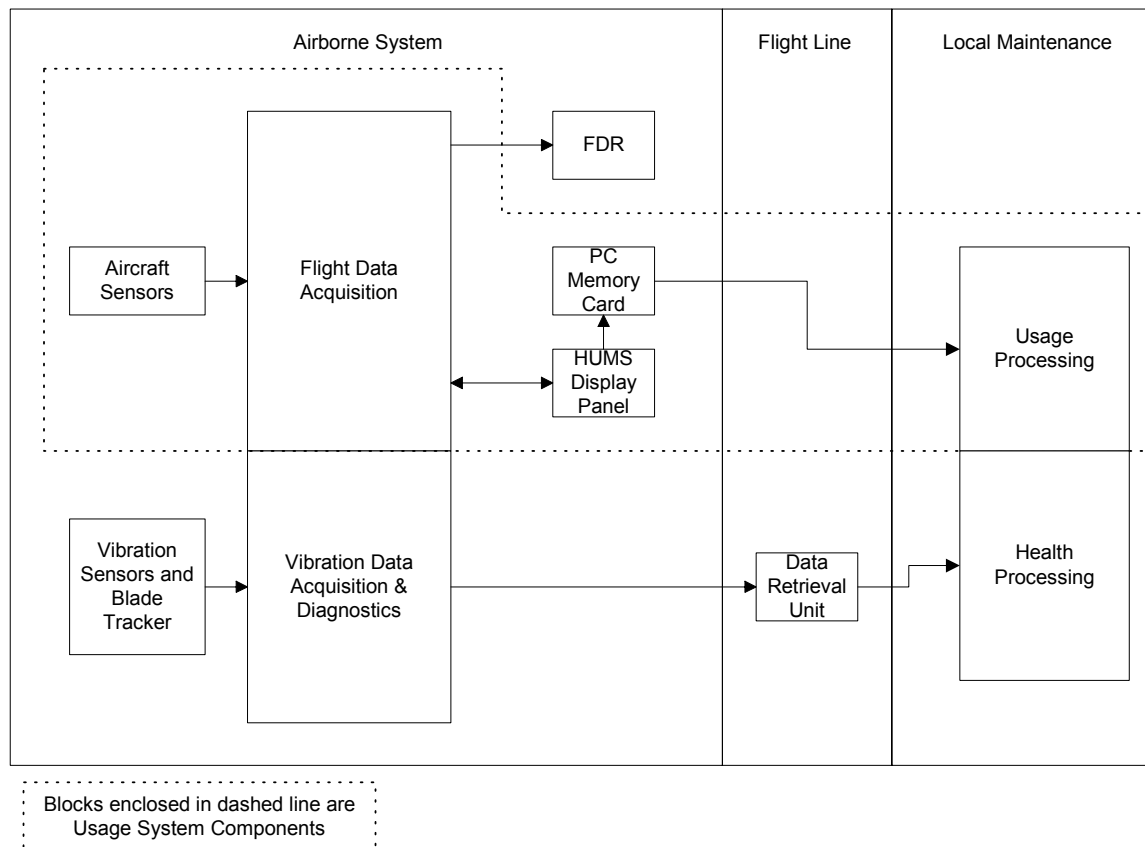 Airborne System
Flight Line
Local Maintenance
FDR
Aircraft
Sensors
Flight Data
Acquisition
PC
Memory
Card
HUMS
Display
Panel
Usage
Processing
Vibration
Sensors and
Blade
Tracker
Vibration Data
Acquisition &
Diagnostics
Data
Retrieval
Unit
Health
Processing
Blocks enclosed in dashed line are
Usage System Components